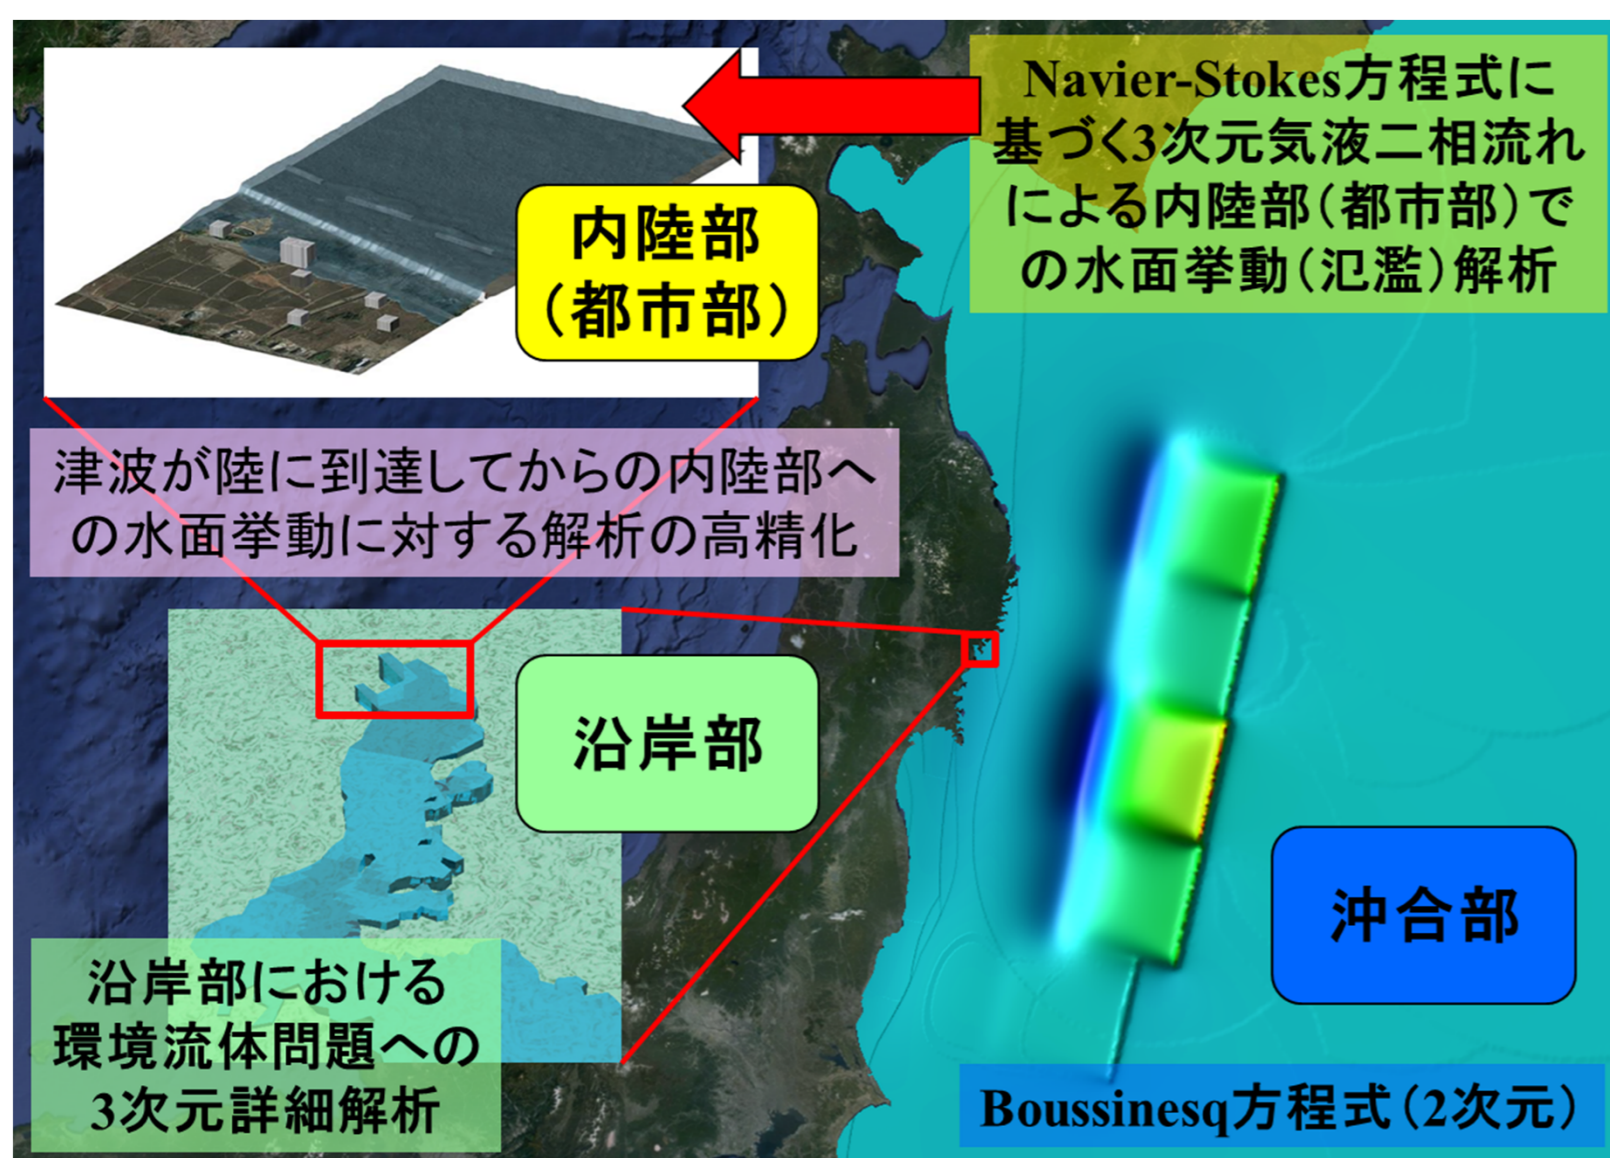 Navier-Stokes方程式に
基づく3次元気液二相流れ
による内陸部(都市部)で
の水面挙動(氾濫)解析
内陸部
(都市部)
津波が陸に到達してからの内陸部へ
の水面挙動に対する解析の高精化
沿岸部
沿岸部における
環境流体問題への
3次元詳細解析
沖合部
Boussinesq方程式(2次元)